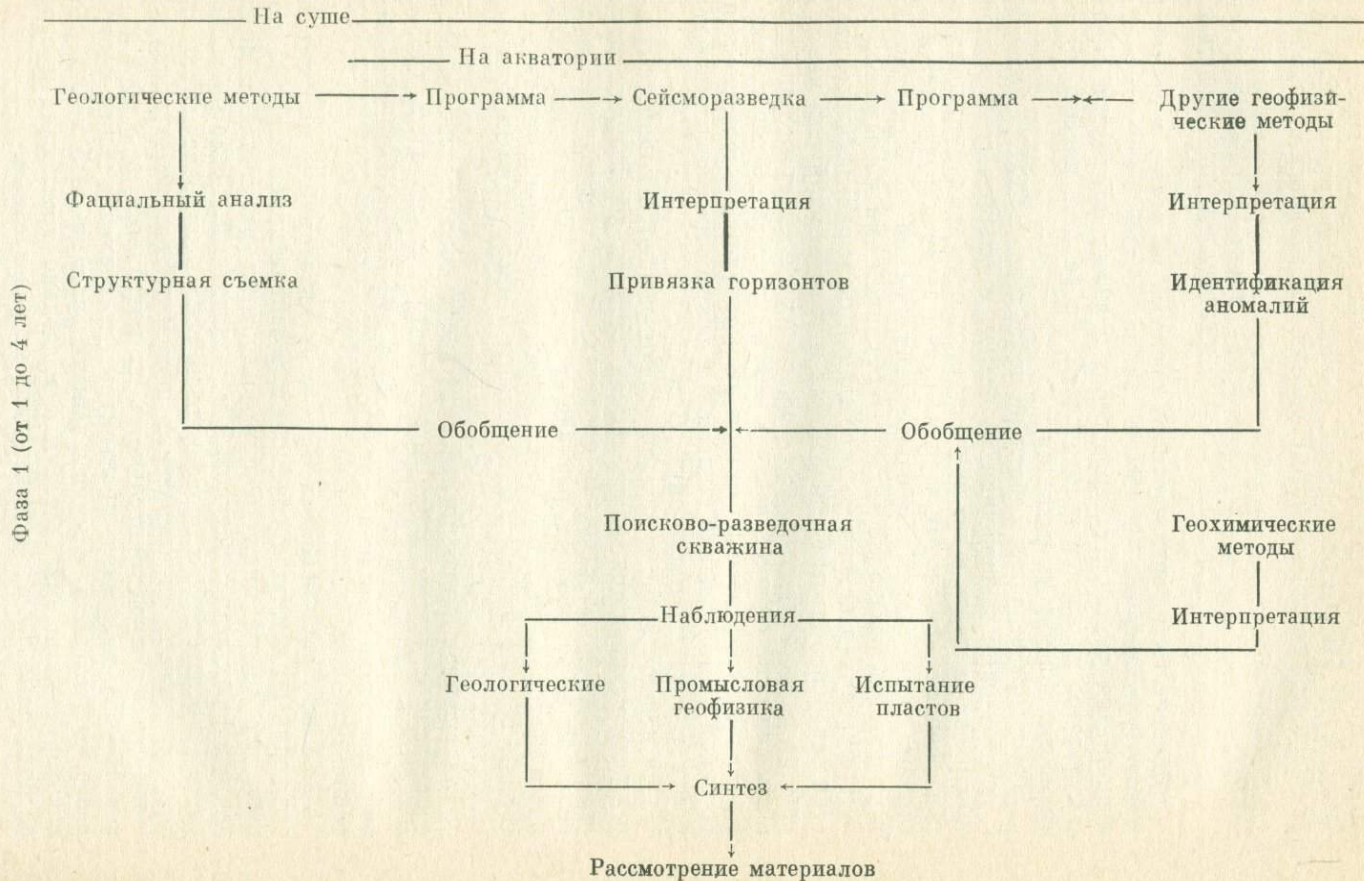 На суше
На акватории
Геологические методы Программа Сейсморазведка Программа Другие геофизи-
ческие методы
Фациальный анализ Интерпретация Интерпретация
Структурная съемка Привязка горизонтов Идентификация
аномалий
Фаза 1 (от 1 до 4 лет)
Обобщение Обобщение
Поисково-разведочная Геохимические
скважина методы
Наблюдения Интерпретация
Геологические Промысловая Испытание
геофизика пластов
Синтез
Рассмотрение материалов